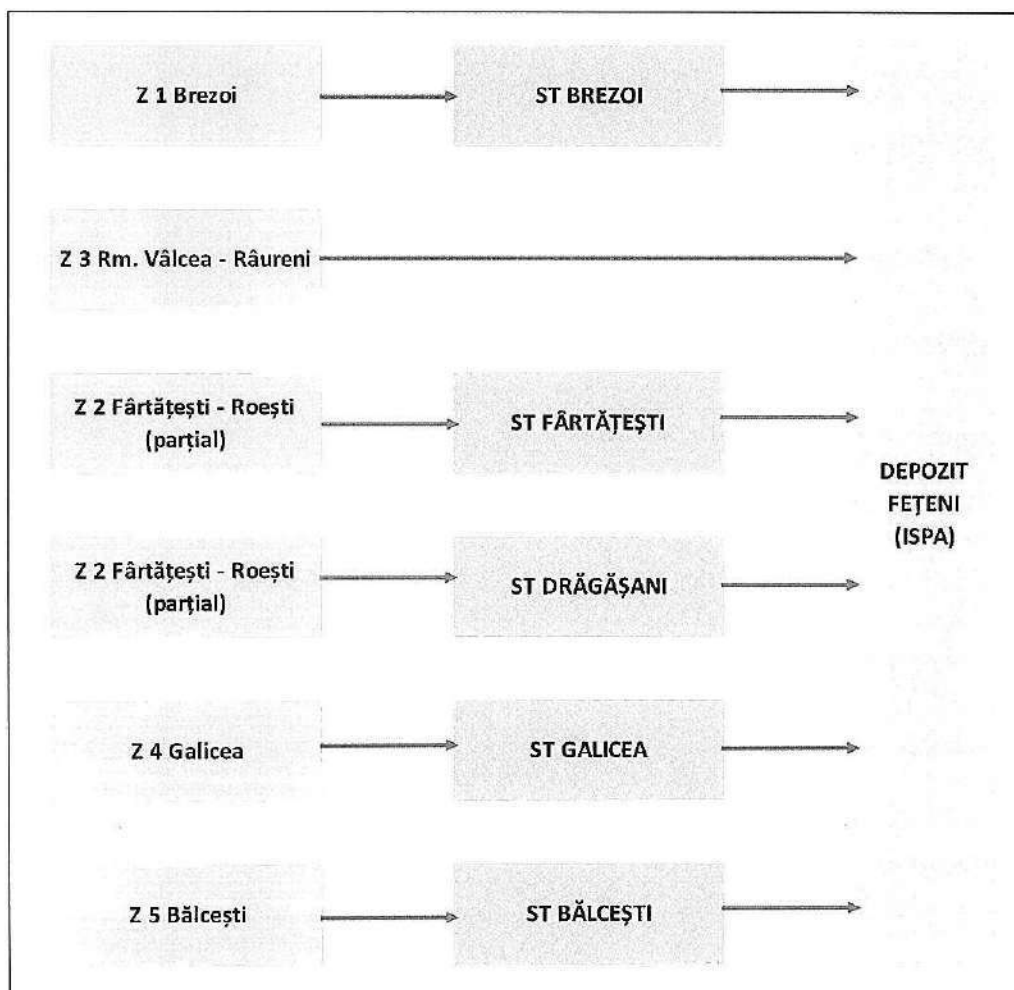 Z 1 Brezoi
ST BREZOI
Z 3 Rm. Vâlcea - Râureni
Z 2 Fârtățești - Roești
(parțial)
ST FÂRTĂȚEȘTI
DEPOZIT
FEȚENI
(ISPA)
Z 2 Fârtățești - Roești
(parțial)
ST DRĂGĂȘANI
Z 4 Galicea
ST GALICEA
Z 5 Bălcești
ST BĂLCEȘTI